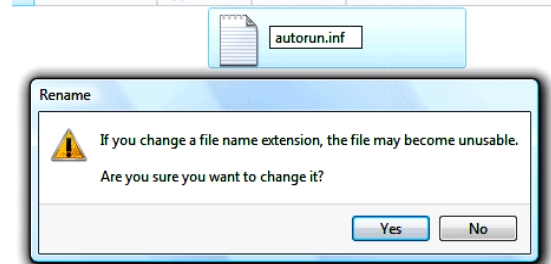 autorun.inf
Rename
If you change a file name extension, the file may become unusable.
Are you sure you want to change it?
Yes
No